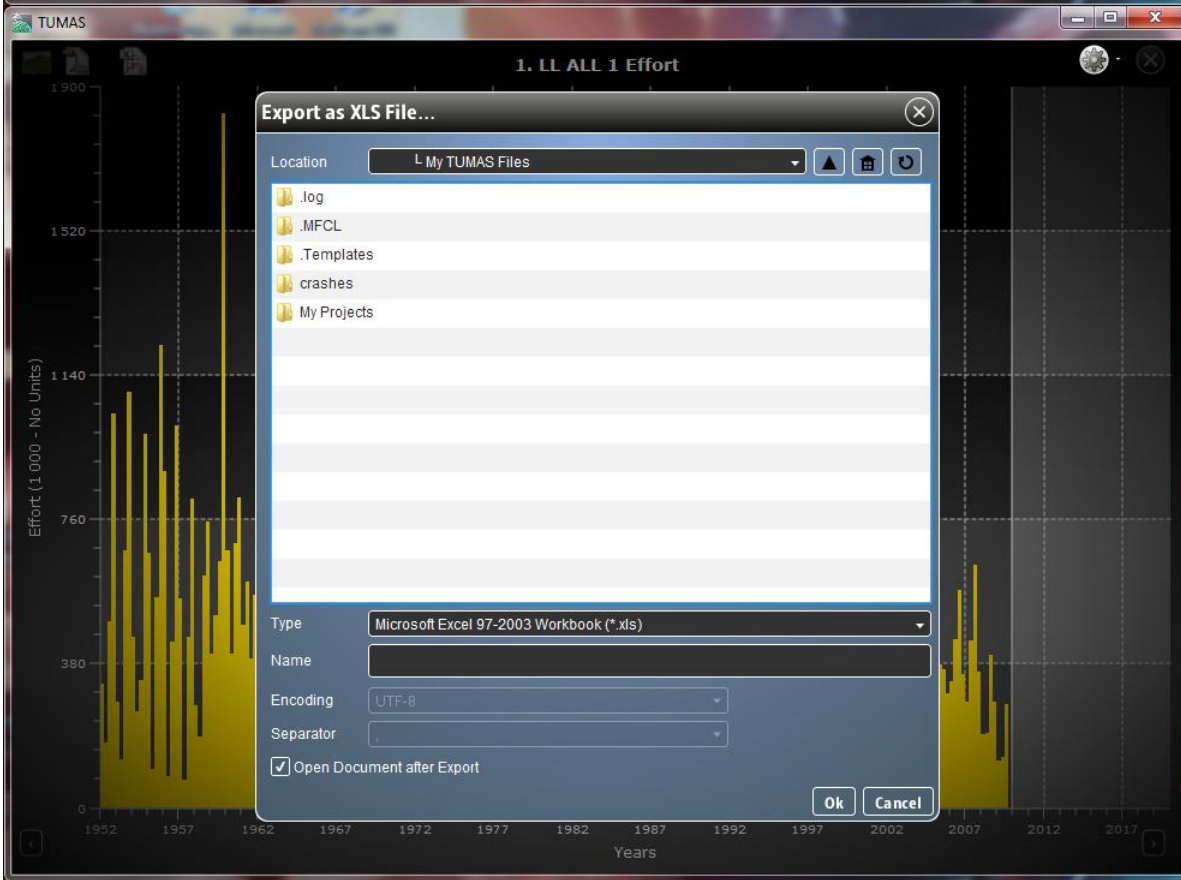 TUMAS
1. LL ALL 1 Effort
1 900
1 520
1 140
760
380
0
Effort (1 000 - No Units)
Export as XLS File...
Location
└ My TUMAS Files
.log
.MFCL
.Templates
crashes
My Projects
Type
Microsoft Excel 97-2003 Workbook (*.xls)
Name
Encoding
UTF-8
Separator
,
Open Document after Export
Ok Cancel
1952 1957 1962 1967 1972 1977 1982 1987 1992 1997 2002 2007 2012 2017
Years